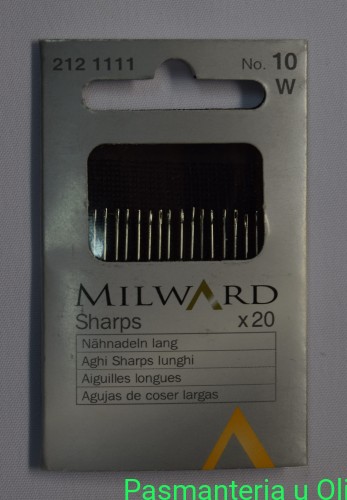 212 1111
No. 10
W
MILWARD
Sharps x20
Nähnadeln lang
Aghi Sharps lunghi
Aiguilles longues
Agujas de coser largas
Pasmanteria u Oli